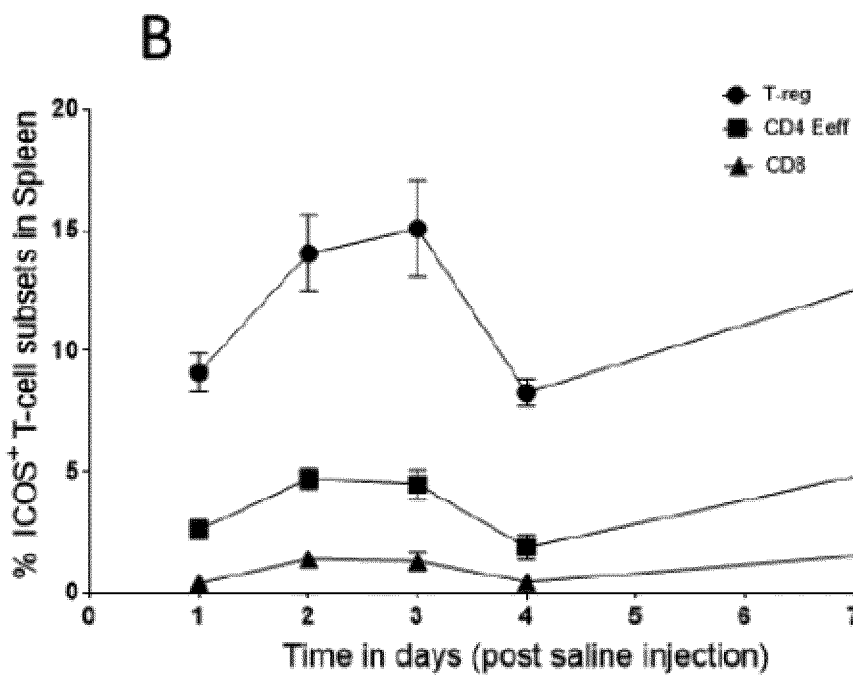 B
T-reg
CD4 Eeff
CD8
% ICOS+ T-cell subsets in Spleen
20
15
10
5
0
0 1 2 3 4 5 6 7
Time in days (post saline injection)